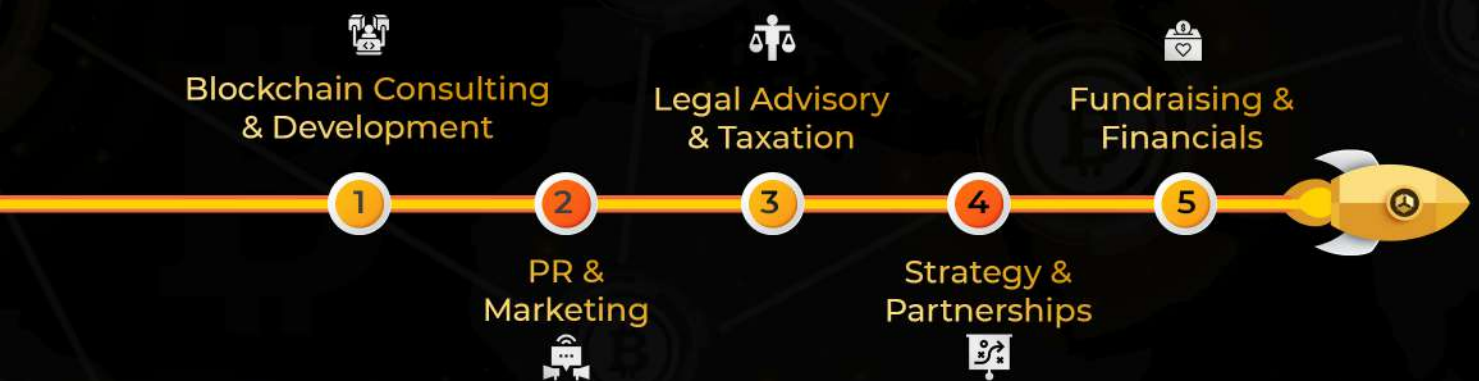 Blockchain Consulting
& Development
Legal Advisory
& Taxation
Fundraising &
Financials
1
2
3
4
5
PR &
Marketing
Strategy &
Partnerships